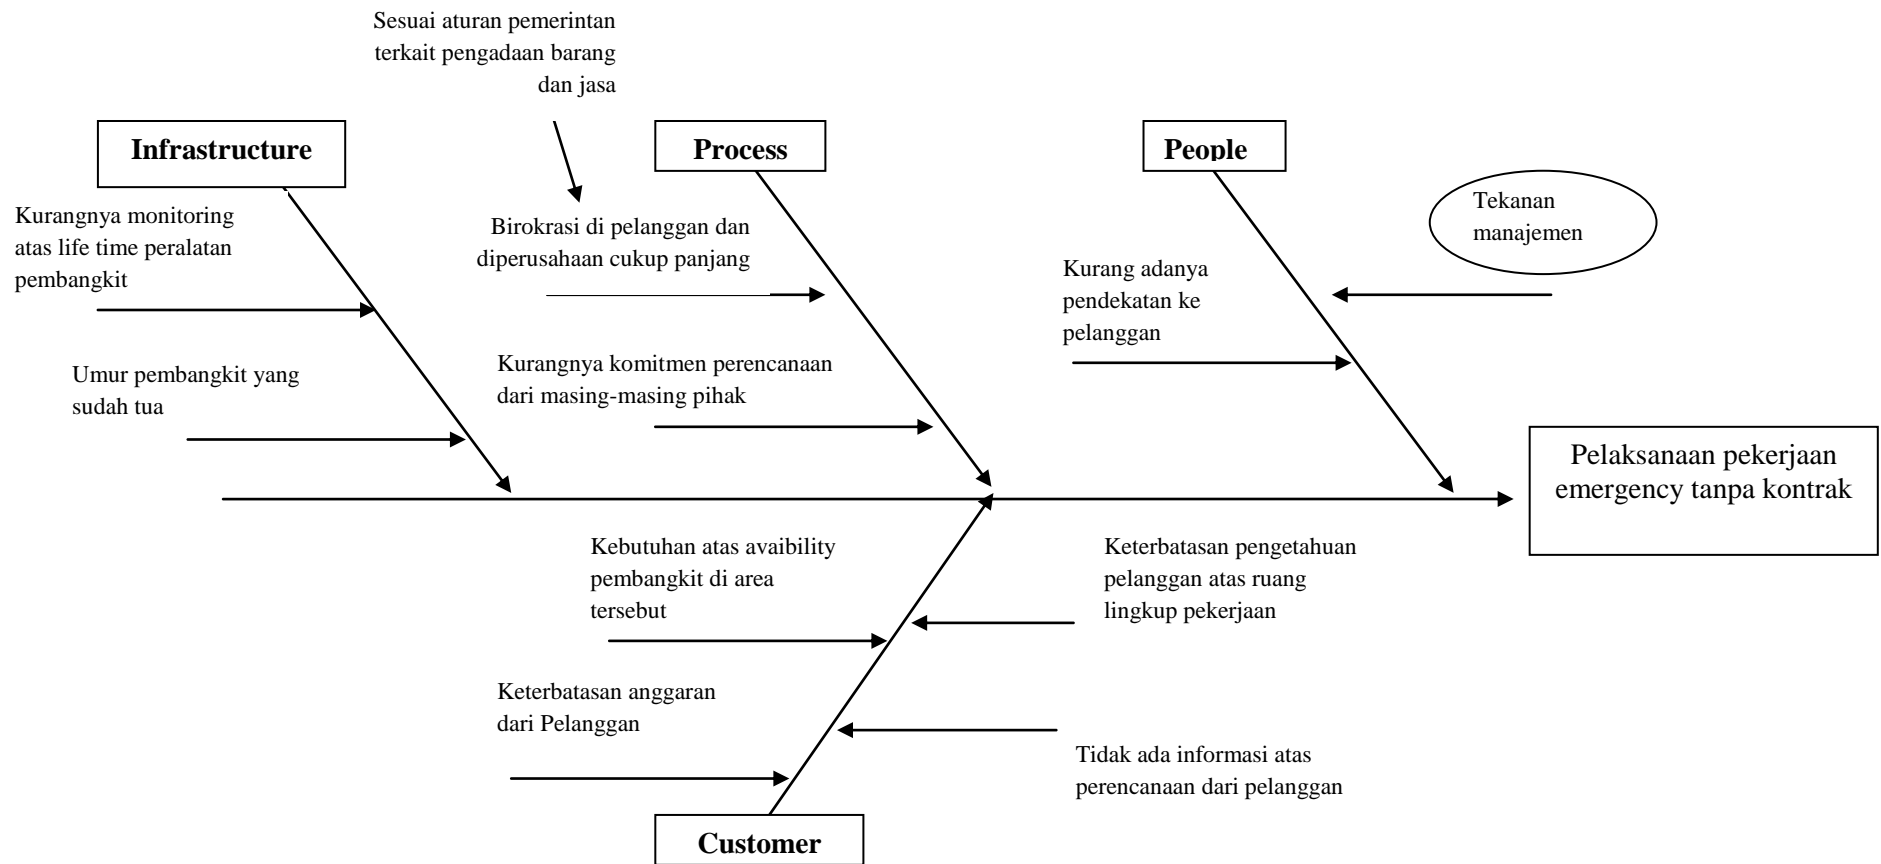 Sesuai aturan pemerintan
terkait pengadaan barang
dan jasa
Infrastructure
Process
People
Tekanan
manajemen
Kurangnya monitoring
atas life time peralatan
pembangkit
Birokrasi di pelanggan dan
diperusahaan cukup panjang
Kurang adanya
pendekatan ke
pelanggan
Umur pembangkit yang
sudah tua
Kurangnya komitmen perencanaan
dari masing-masing pihak
Pelaksanaan pekerjaan
emergency tanpa kontrak
Kebutuhan atas avaibility
pembangkit di area
tersebut
Keterbatasan pengetahuan
pelanggan atas ruang
lingkup pekerjaan
Keterbatasan anggaran
dari Pelanggan
Tidak ada informasi atas
perencanaan dari pelanggan
Customer